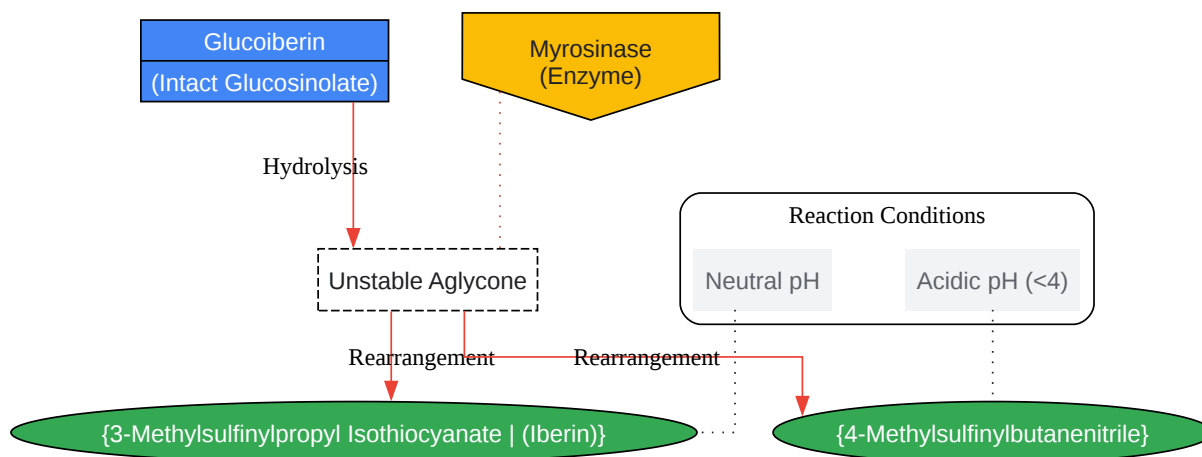 Glucoiberin
(Intact Glucosinolate)
Myrosinase
(Enzyme)
Hydrolysis
Reaction Conditions
Unstable Aglycone
Neutral pH
Acidic pH (<4)
Rearrangement
Rearrangement
{3-Methylsulfinylpropyl Isothiocyanate | (Iberin)}
{4-Methylsulfinylbutanenitrile}